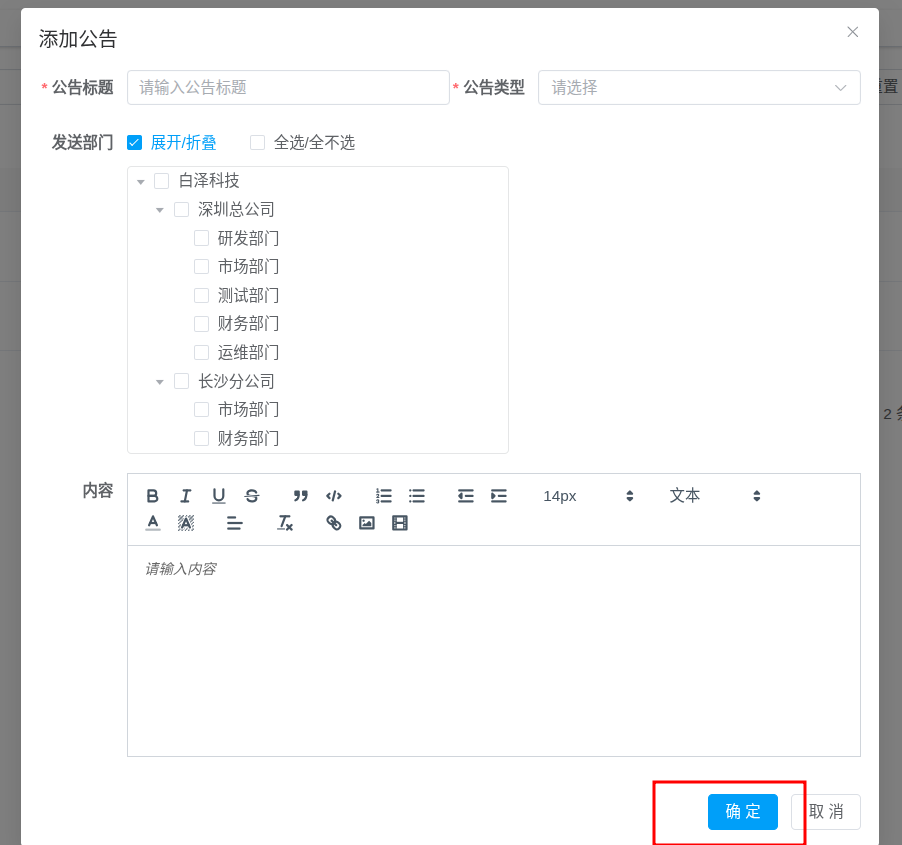 添加公告
* 公告标题 请输入公告标题 * 公告类型 请选择
发送部门 展开/折叠 全选/全不选
白泽科技
深圳总公司
研发部门
市场部门
测试部门
财务部门
运维部门
长沙分公司
市场部门
财务部门
内容
14px 文本
请输入内容
确 定 取 消
置
2